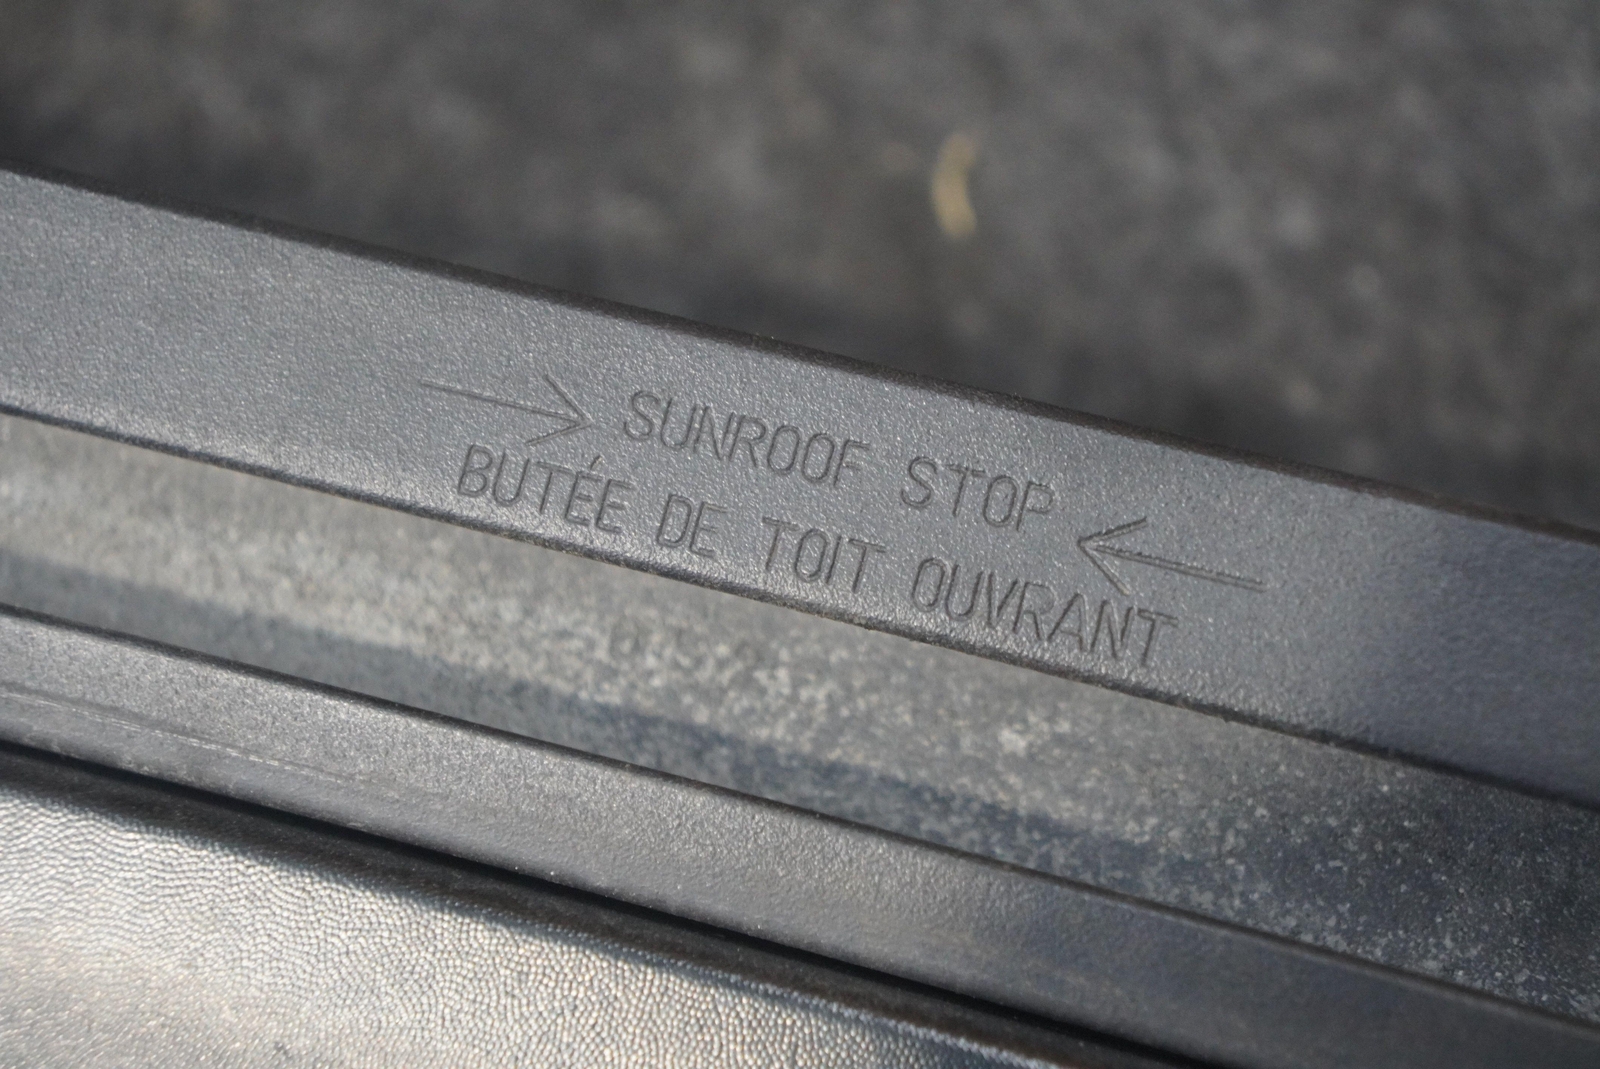 SUNROOF STOP
BUTÉE DE TOIT OUVRANT